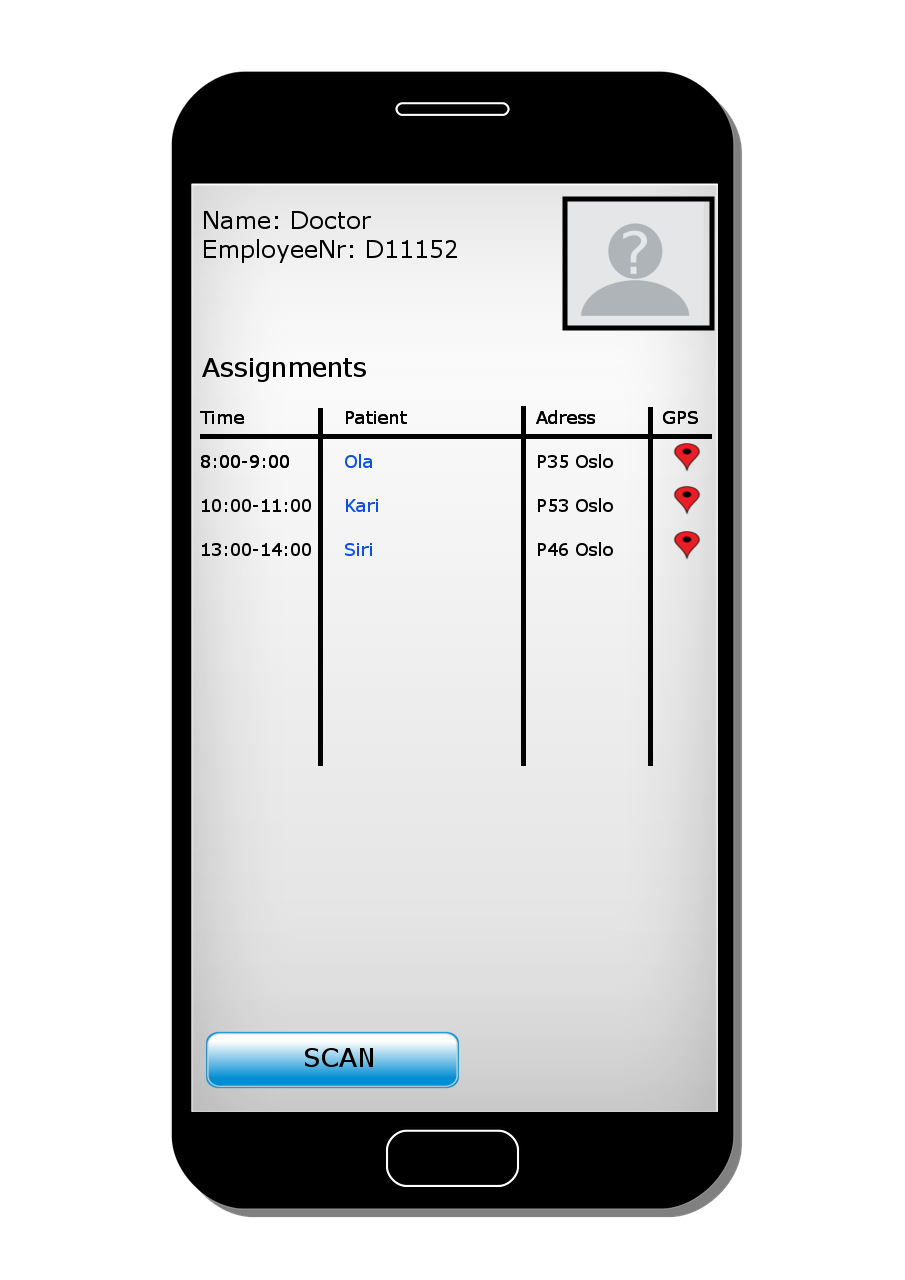 Name: Doctor
EmployeeNr: D11152
?
Assignments
Time Patient Adress GPS
8:00-9:00 Ola P35 Oslo
10:00-11:00 Kari P53 Oslo
13:00-14:00 Siri P46 Oslo
SCAN